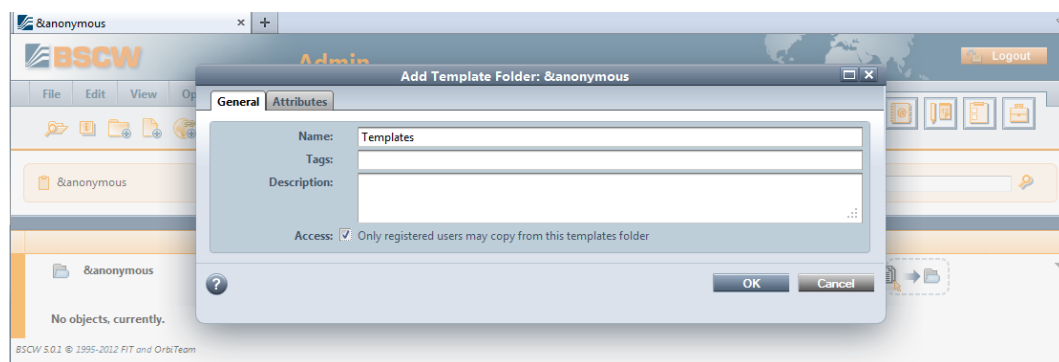 &anonymous × +
BSCW Admin Logout
Add Template Folder: &anonymous
File Edit View
General Attributes
Name: Templates
Tags:
Description:
&anonymous
Access: Only registered users may copy from this templates folder
&anonymous
? OK Cancel
No objects, currently.
BSCW 5.0.1 © 1995-2012 FIT and OrbiTeam